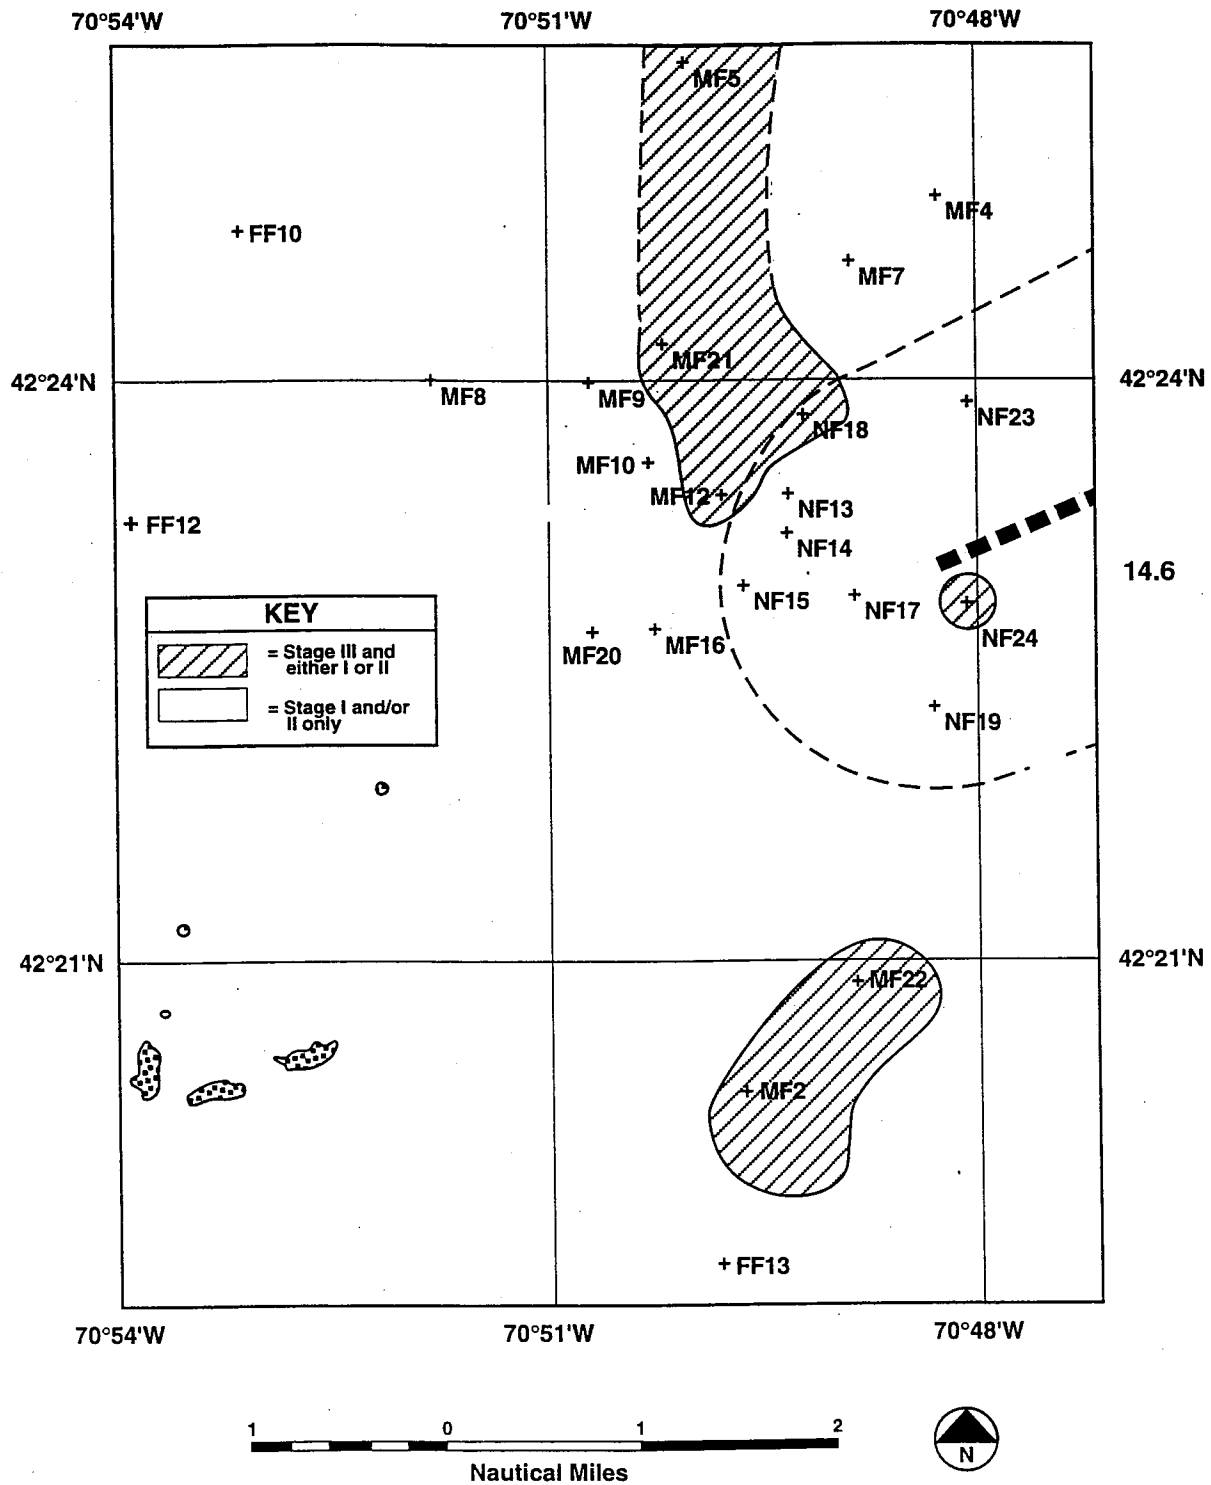 70°54'W 70°51'W 70°48'W
MF5
MF4
FF10
MF7
MF21
42°24'N 42°24'N
MF8 MF9
NF23
NF18
MF10
MF12
NF13
FF12
NF14
14.6
NF15 NF17
KEY
NF24
MF16
MF20
= Stage III and
either I or II
= Stage I and/or
II only
NF19
42°21'N 42°21'N
MF22
MF2
FF13
70°54'W 70°51'W 70°48'W
1 0 1 2
N
Nautical Miles